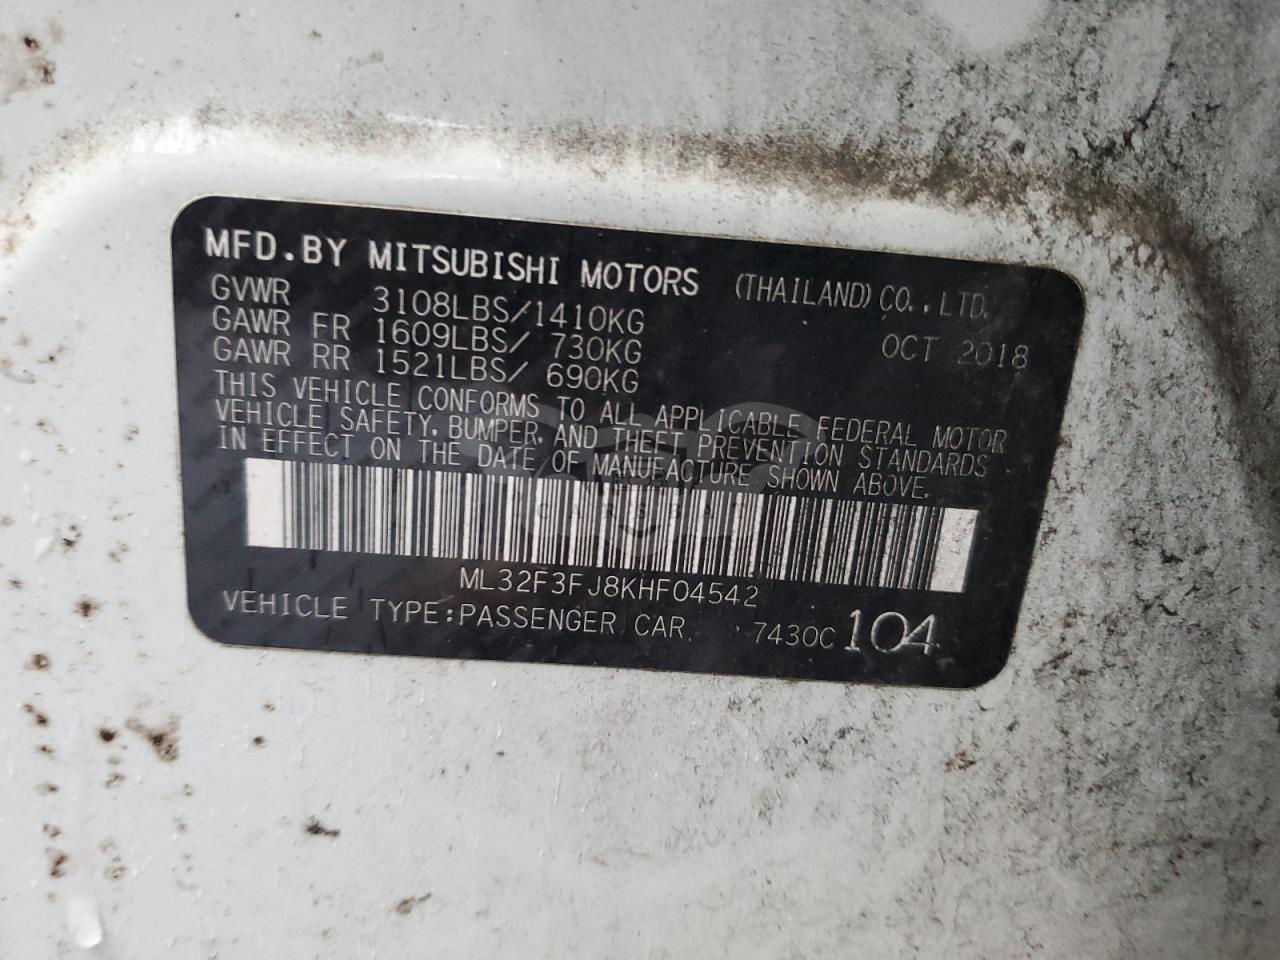 MFD.BY MITSUBISHI MOTORS (THAILAND) CO.,LTD.
GVWR 3108LBS/1410KG OCT 2018
GAWR FR 1609LBS/ 730KG
GAWR RR 1521LBS/ 690KG
THIS VEHICLE CONFORMS TO ALL APPLICABLE FEDERAL MOTOR
VEHICLE SAFETY, BUMPER, AND THEFT PREVENTION STANDARDS
IN EFFECT ON THE DATE OF MANUFACTURE SHOWN ABOVE.
ML32F3FJ8KHF04542
VEHICLE TYPE:PASSENGER CAR 7430C 104